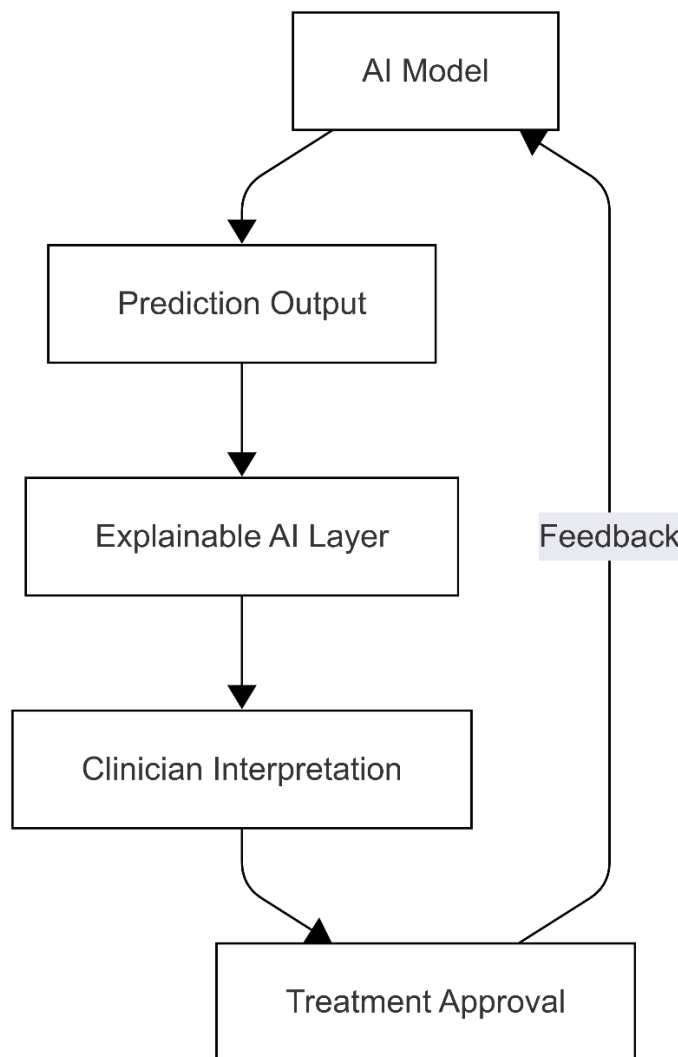 AI Model
Prediction Output
Explainable AI Layer
Feedback
Clinician Interpretation
Treatment Approval